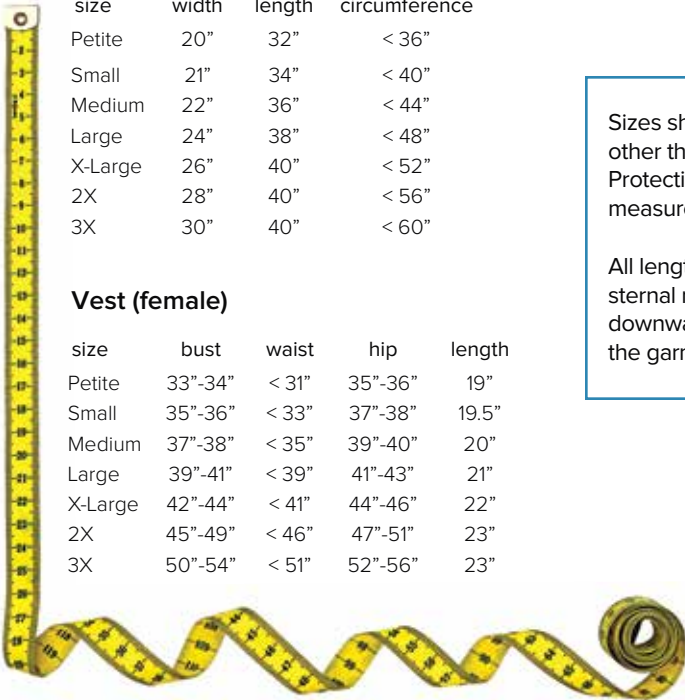 size width length circumference
Petite 20” 32” < 36”
Small 21” 34” < 40”
Medium 22” 36” < 44”
Large 24” 38” < 48”
X-Large 26” 40” < 52”
2X 28” 40” < 56”
3X 30” 40” < 60”
Vest (female)
size bust waist hip length
Petite 33”-34” < 31” 35”-36” 19”
Small 35”-36” < 33” 37”-38” 19.5”
Medium 37”-38” < 35” 39”-40” 20”
Large 39”-41” < 39” 41”-43” 21”
X-Large 42”-44” < 41” 44”-46” 22”
2X 45”-49” < 46” 47”-51” 23”
3X 50”-54” < 51” 52”-56” 23”
Sizes sh
other th
Protecti
measure
All lengt
sternal
downwa
the garn